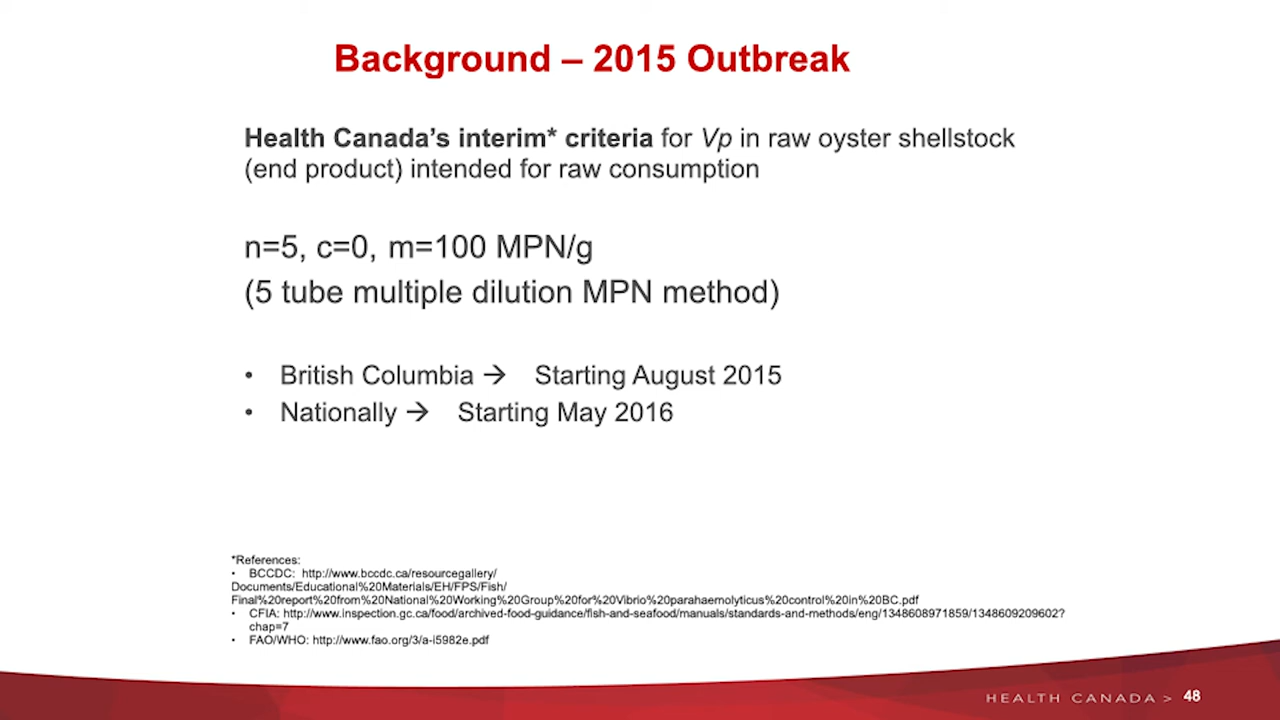 Background – 2015 Outbreak
Health Canada’s interim* criteria for Vp in raw oyster shellstock
(end product) intended for raw consumption
n=5, c=0, m=100 MPN/g
(5 tube multiple dilution MPN method)
• British Columbia → Starting August 2015
• Nationally → Starting May 2016
*References:
• BCCDC: http://www.bccdc.ca/resourcegallery/
Documents/Educational%20Materials/EH/FPS/Fish/
Final%20report%20from%20National%20Working%20Group%20for%20Vibrio%20parahaemolyticus%20control%20in%20BC.pdf
• CFIA: http://www.inspection.gc.ca/food/archived-food-guidance/fish-and-seafood/manuals/standards-and-methods/eng/1348608971859/1348609209602?
chap=7
• FAO/WHO: http://www.fao.org/3/a-i5982e.pdf
HEALTH CANADA > 48